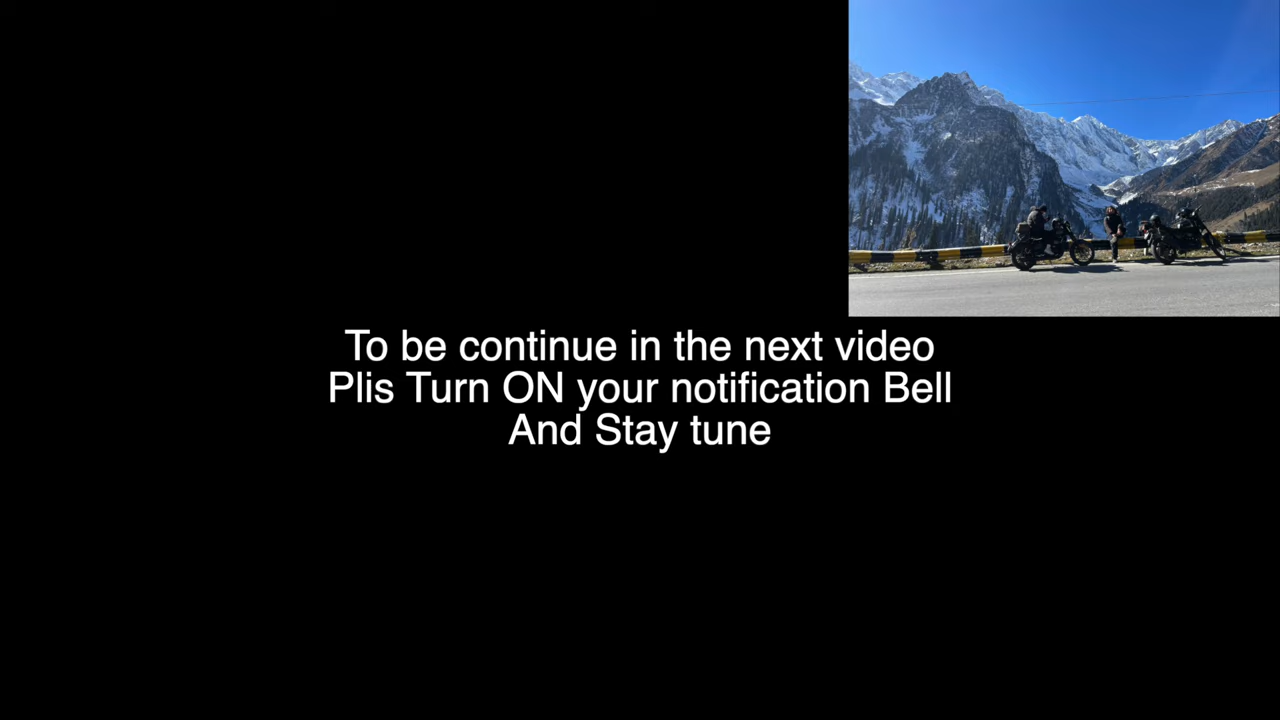 To be continue in the next video
Plis Turn ON your notification Bell
And Stay tune